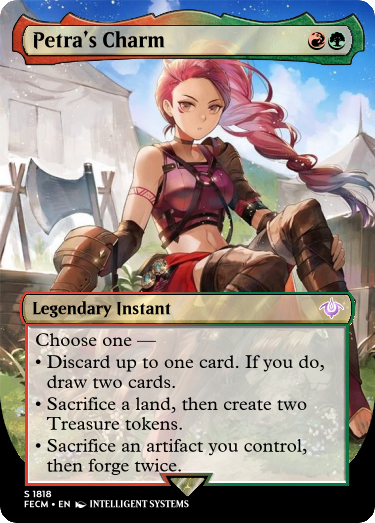 Petra's Charm
Legendary Instant
Choose one —
• Discard up to one card. If you do,
draw two cards.
• Sacrifice a land, then create two
Treasure tokens.
• Sacrifice an artifact you control,
then forge twice.
S 1818
FECM • EN INTELLIGENT SYSTEMS